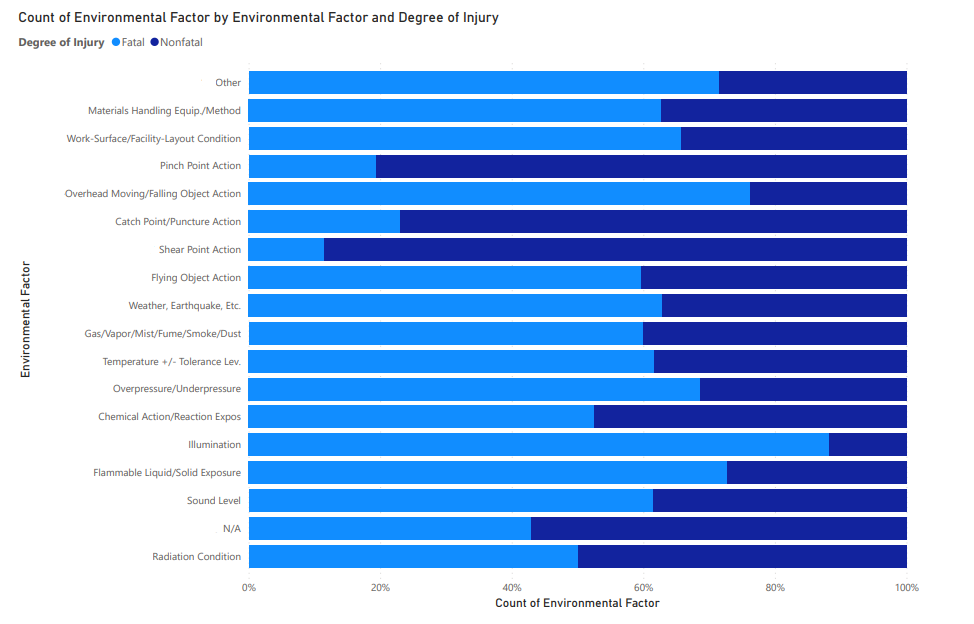 Count of Environmental Factor by Environmental Factor and Degree of Injury
Degree of Injury Fatal Nonfatal
Other
Materials Handling Equip./Method
Work-Surface/Facility-Layout Condition
Pinch Point Action
Overhead Moving/Falling Object Action
Catch Point/Puncture Action
Shear Point Action
Flying Object Action
Weather, Earthquake, Etc.
Gas/Vapor/Mist/Fume/Smoke/Dust
Temperature +/- Tolerance Lev.
Overpressure/Underpressure
Chemical Action/Reaction Expos
Illumination
Flammable Liquid/Solid Exposure
Sound Level
N/A
Radiation Condition
Environmental Factor
0% 20% 40% 60% 80% 100%
Count of Environmental Factor